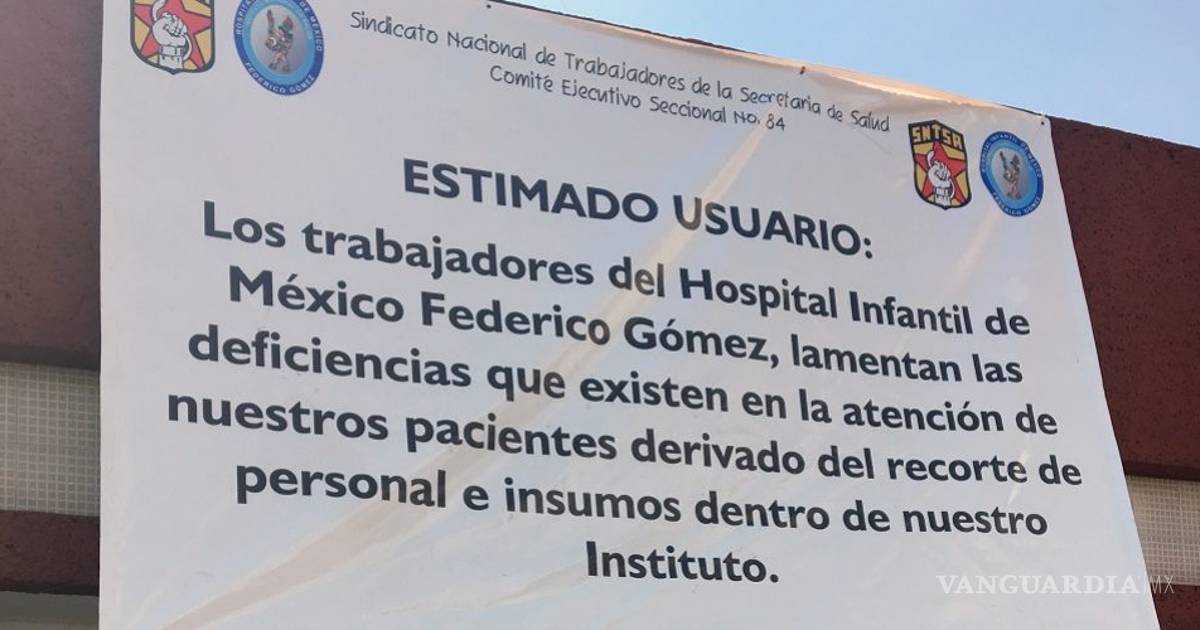 Sindicato Nacional de Trabajadores de la Secretaria de Salud
Comité Ejecutivo Seccional No. 84
SNTSA
ESTIMADO USUARIO:
Los trabajadores del Hospital Infantil de
México Federico Gómez, lamentan las
deficiencias que existen en la atención de
nuestros pacientes derivado del recorte de
personal e insumos dentro de nuestro
Instituto.
VANGUARDIA MX